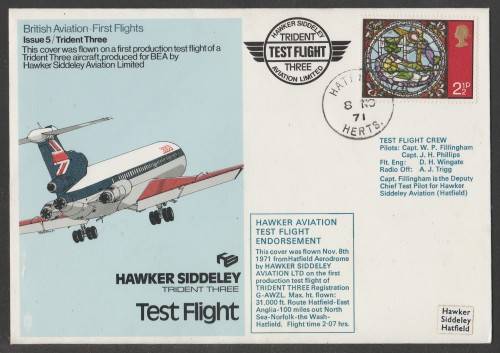 British Aviation - First Flights
Issue 5/Trident Three
This cover was flown on a first production test flight of a
Trident Three aircraft, produced for BEA by
Hawker Siddeley Aviation Limited
HAWKER SIDDELEY
TRIDENT
TEST FLIGHT
THREE
AVIATION LIMITED
2½P
8 NO
71
HERTS.
TEST FLIGHT CREW
Pilots: Capt. W. P. Fillingham
Capt. J. H. Phillips
Flt. Eng: D. H. Wingate
Radio Off: A. J. Trigg
Capt. Fillingham is the Deputy
Chief Test Pilot for Hawker
Siddeley Aviation (Hatfield)
HAWKER AVIATION
TEST FLIGHT
ENDORSEMENT
This cover was flown Nov. 8th
1971 from Hatfield Aerodrome
by HAWKER SIDDELEY
AVIATION LTD on the first
production test flight of
TRIDENT THREE Registration
G-AWZL. Max. ht. flown:
31,000 ft. Route Hatfield-East
Anglia-100 miles out North
Sea-Norfolk-the Wash-
Hatfield. Flight time 2-07 hrs.
HAWKER SIDDELEY
TRIDENT THREE
Test Flight
Hawker
Siddeley
Hatfield